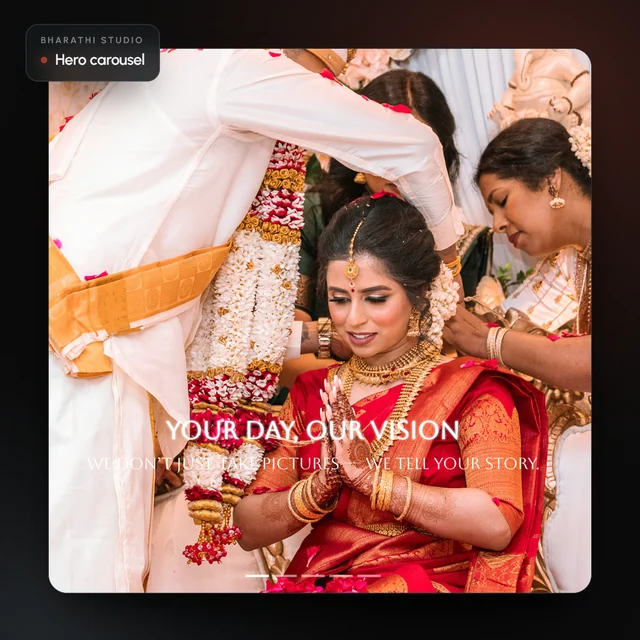 BHARATHI STUDIO
Hero carousel
YOUR DAY, OUR VISION
WE DON'T JUST TAKE PICTURES — WE TELL YOUR STORY.